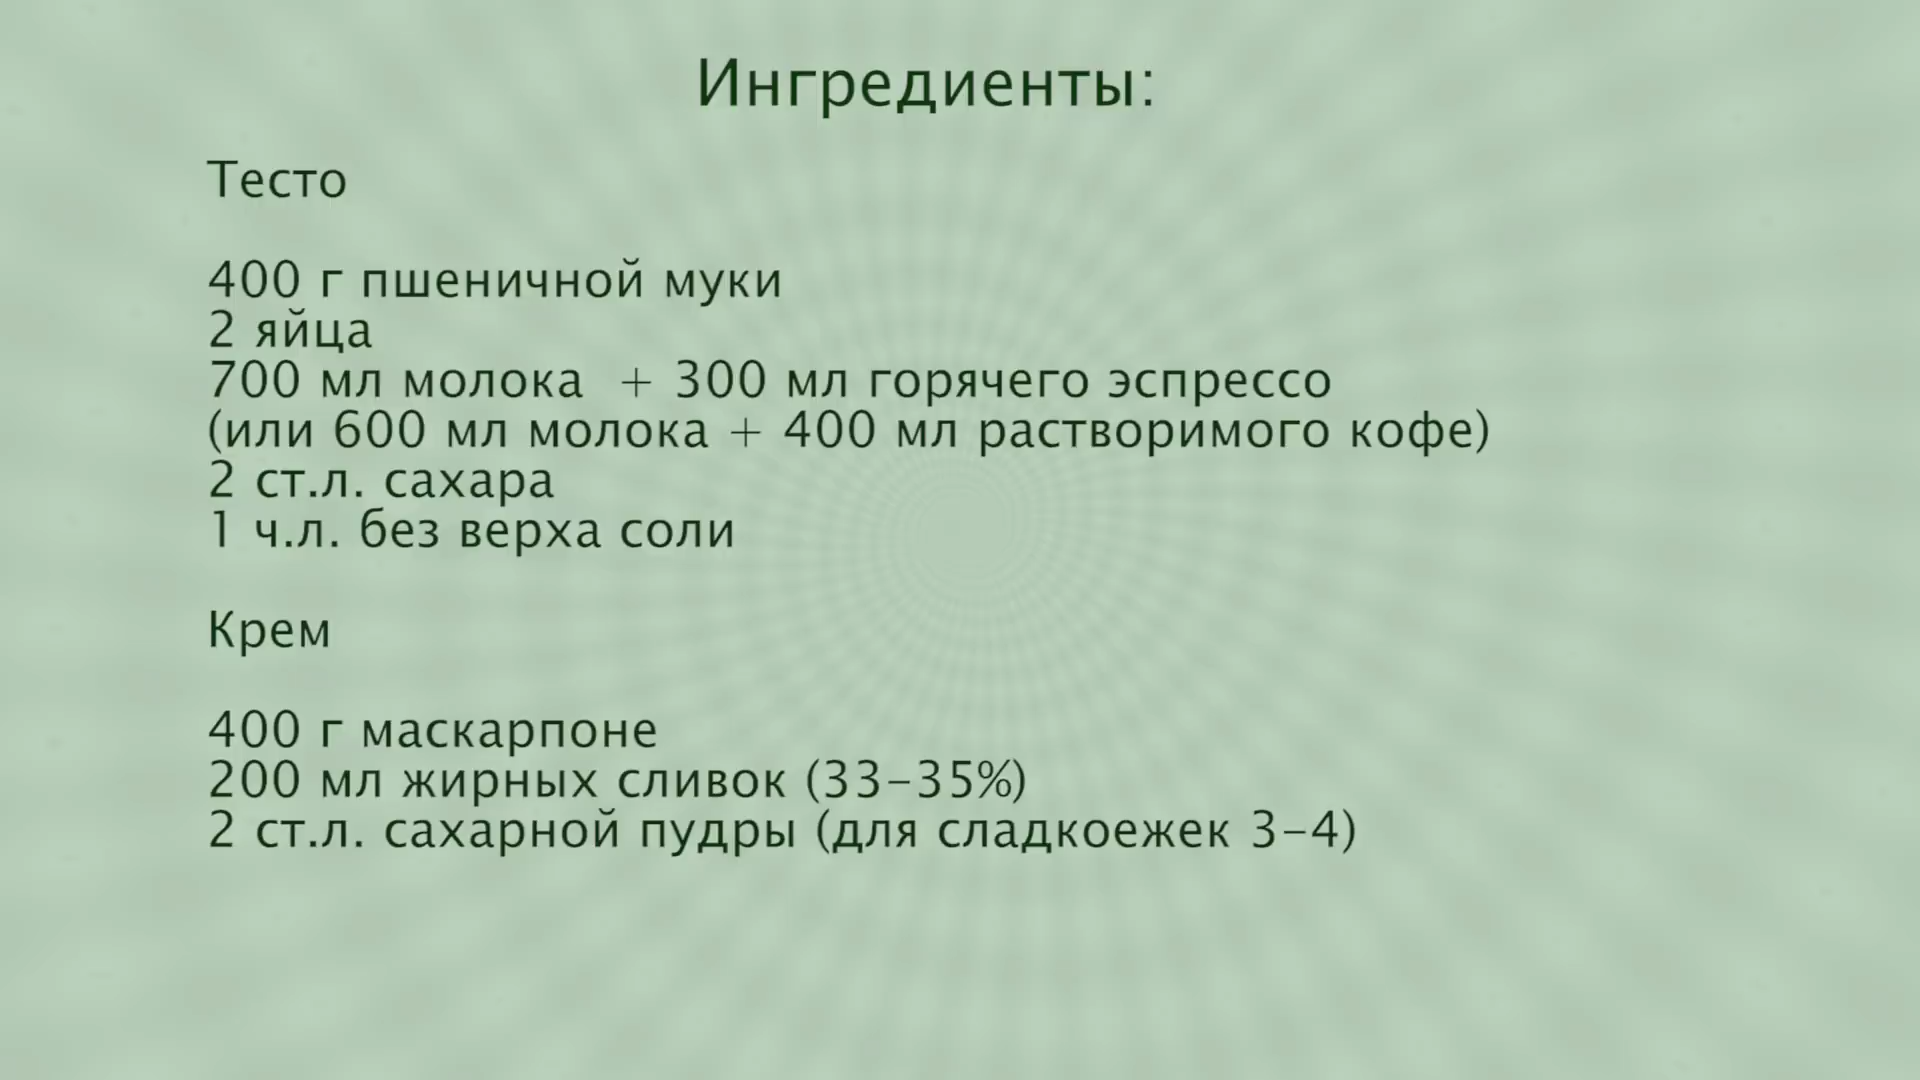 Ингредиенты:
Тесто
400 г пшеничной муки
2 яйца
700 мл молока + 300 мл горячего эспрессо
(или 600 мл молока + 400 мл растворимого кофе)
2 ст.л. сахара
1 ч.л. без верха соли
Крем
400 г маскарпоне
200 мл жирных сливок (33-35%)
2 ст.л. сахарной пудры (для сладкоежек 3-4)